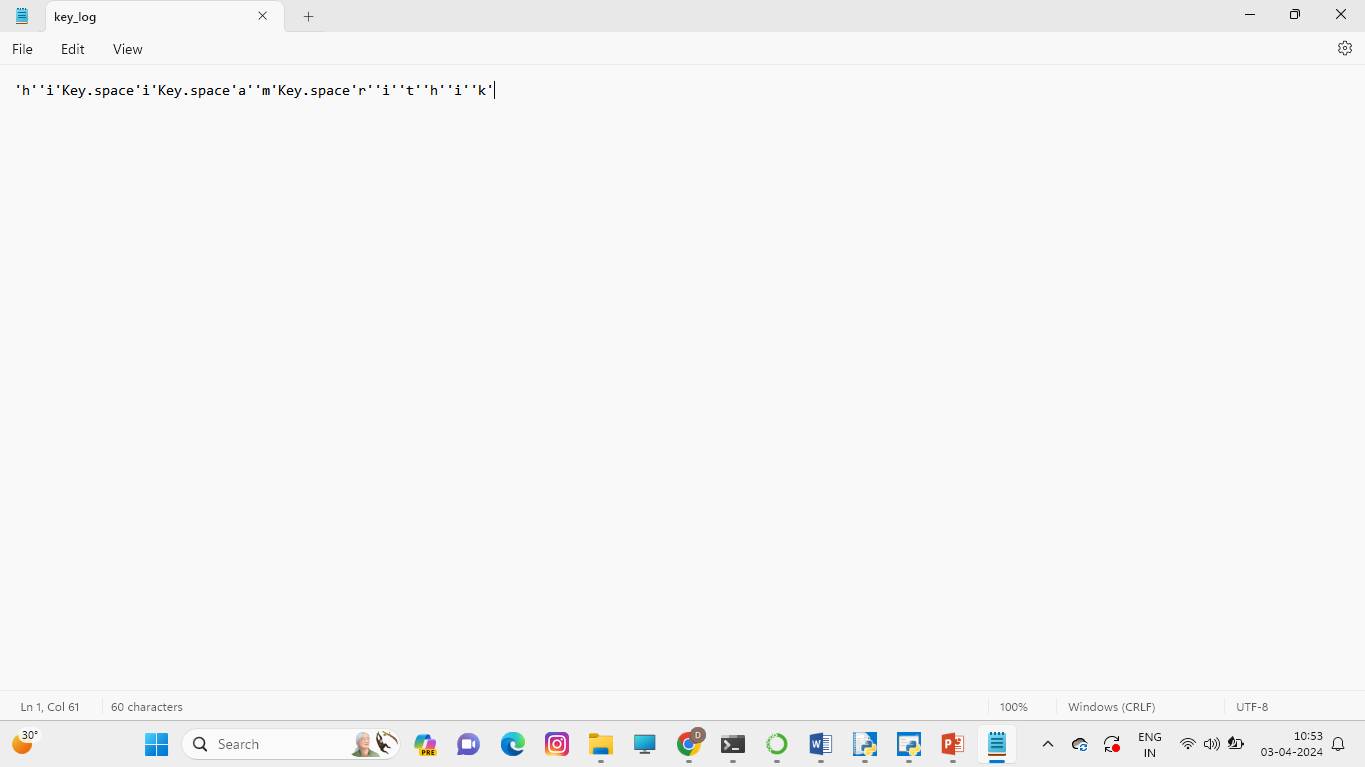 key_log
File Edit View
'h''i'Key.space'i'Key.space'a''m'Key.space'r''i''t''h''i''k'
Ln 1, Col 61 60 characters 100% Windows (CRLF) UTF-8
30° Search PRE D W P ENG 10:53
IN 03-04-2024